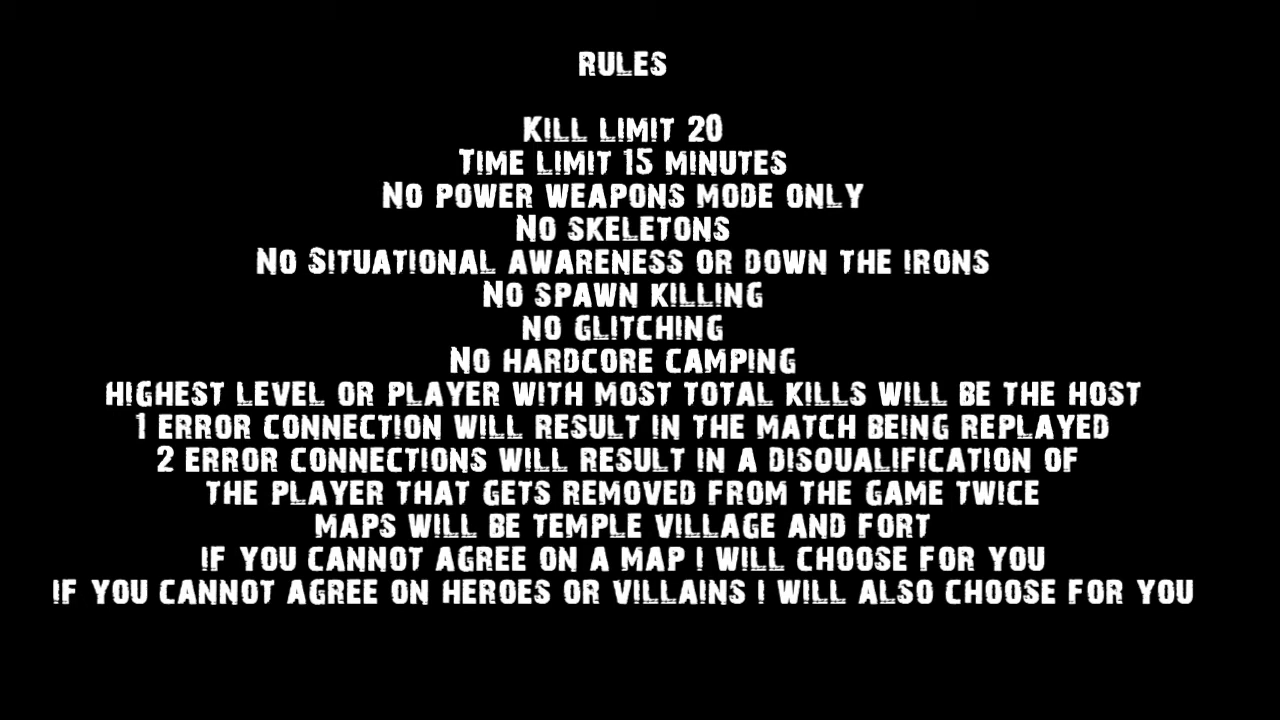 RULES
KILL LIMIT 20
TIME LIMIT 15 MINUTES
NO POWER WEAPONS MODE ONLY
NO SKELETONS
NO SITUATIONAL AWARENESS OR DOWN THE IRONS
NO SPAWN KILLING
NO GLITCHING
NO HARDCORE CAMPING
HIGHEST LEVEL OR PLAYER WITH MOST TOTAL KILLS WILL BE THE HOST
1 ERROR CONNECTION WILL RESULT IN THE MATCH BEING REPLAYED
2 ERROR CONNECTIONS WILL RESULT IN A DISQUALIFICATION OF
THE PLAYER THAT GETS REMOVED FROM THE GAME TWICE
MAPS WILL BE TEMPLE VILLAGE AND FORT
IF YOU CANNOT AGREE ON A MAP I WILL CHOOSE FOR YOU
IF YOU CANNOT AGREE ON HEROES OR VILLAINS I WILL ALSO CHOOSE FOR YOU